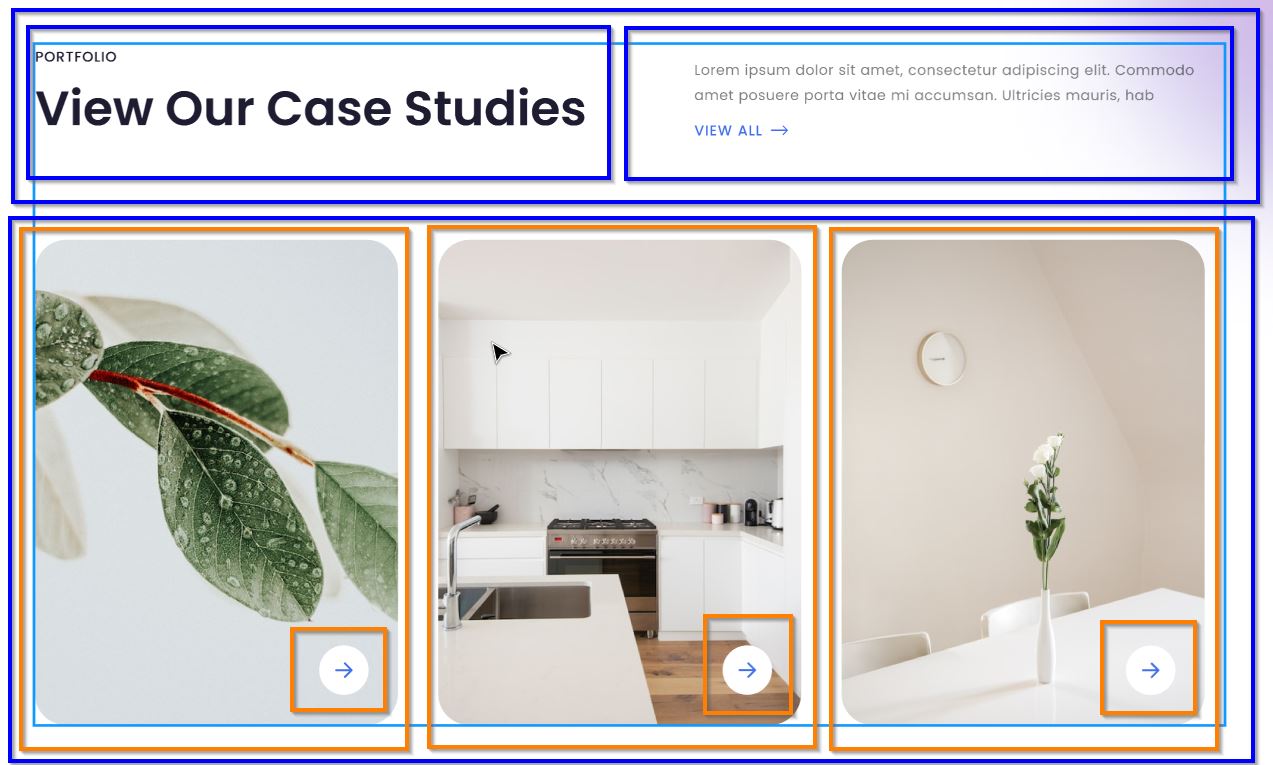 PORTFOLIO
View Our Case Studies
Lorem ipsum dolor sit amet, consectetur adipiscing elit. Commodo
amet posuere porta vitae mi accumsan. Ultricies mauris, hab
VIEW ALL →